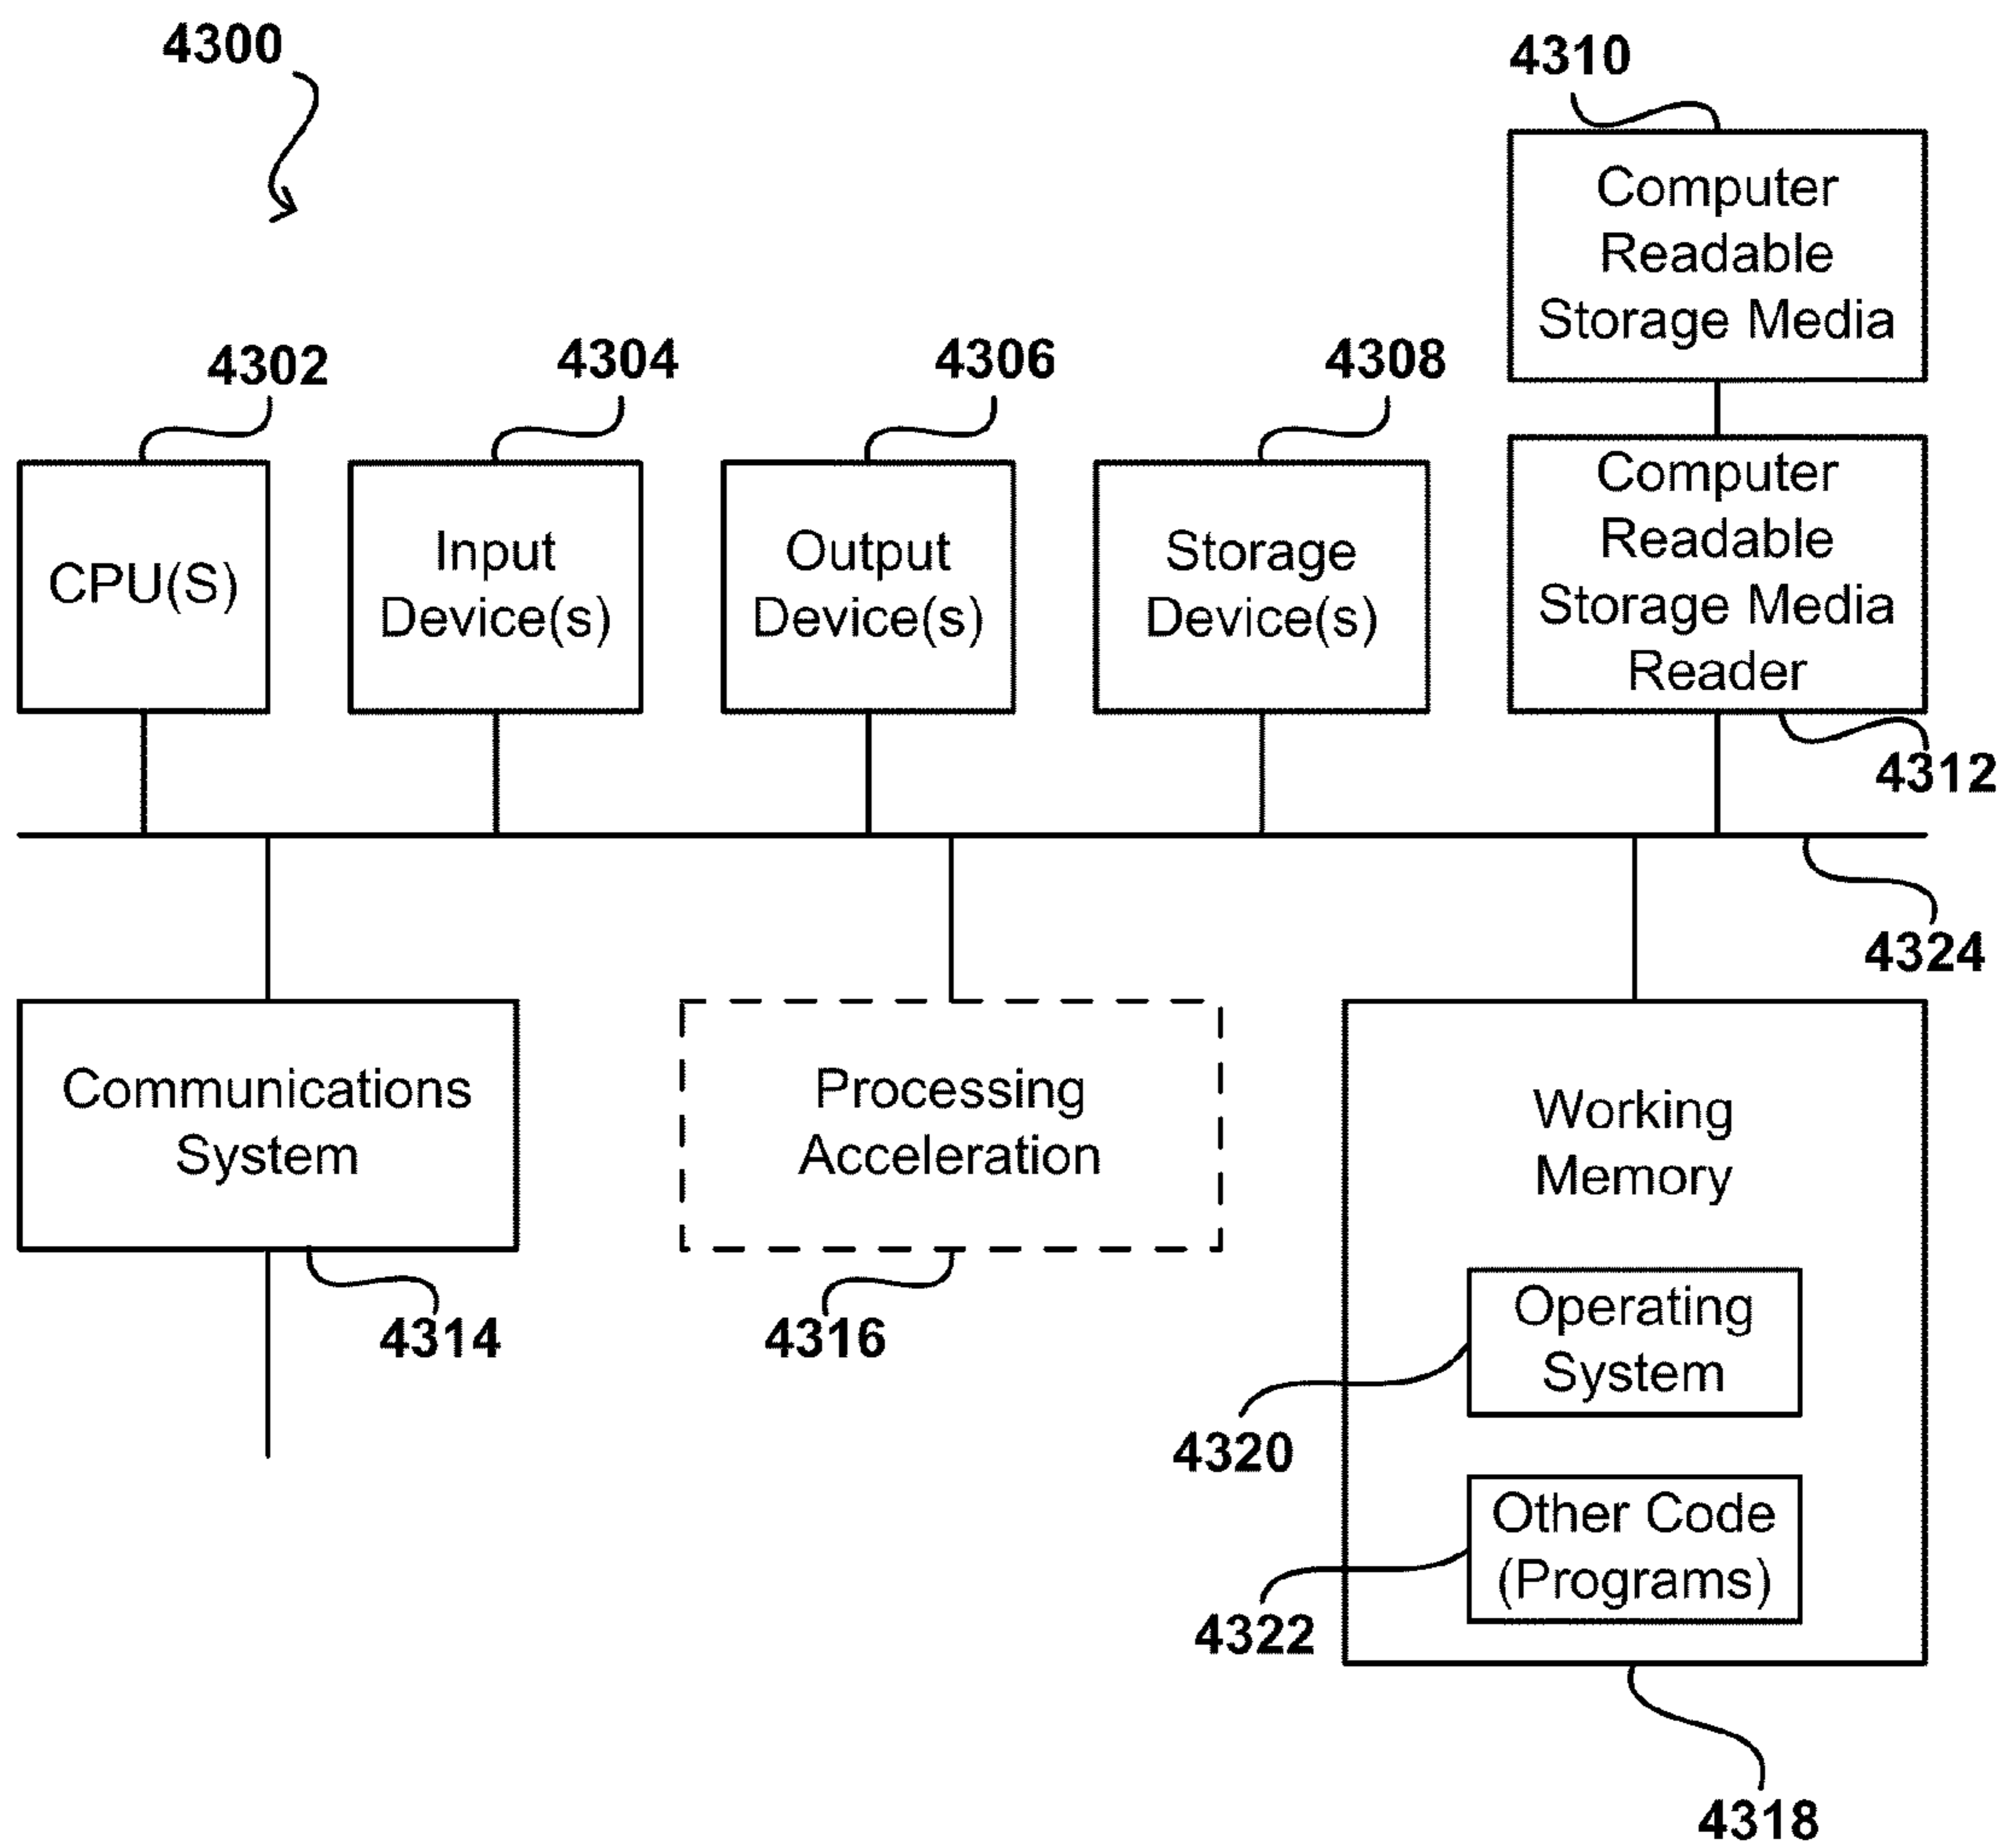 4300
4310
Computer
Readable
Storage Media
4302
4304
4306
4308
CPU(S)
Input
Device(s)
Output
Device(s)
Storage
Device(s)
Computer
Readable
Storage Media
Reader
4312
4324
Communications
System
4314
Processing
Acceleration
4316
Working
Memory
Operating
System
4320
Other Code
(Programs)
4322
4318